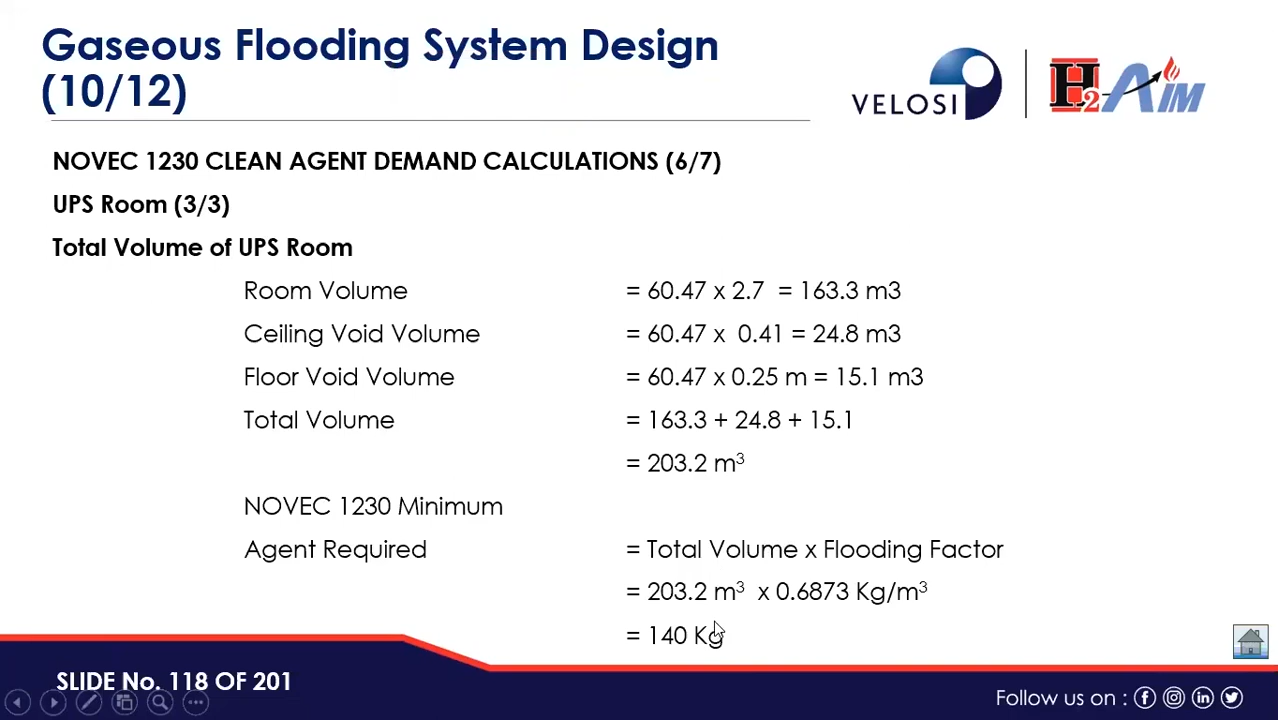 Gaseous Flooding System Design
(10/12)
VELOSI
H2AIM
NOVEC 1230 CLEAN AGENT DEMAND CALCULATIONS (6/7)
UPS Room (3/3)
Total Volume of UPS Room
Room Volume = 60.47 x 2.7 = 163.3 m3
Ceiling Void Volume = 60.47 x 0.41 = 24.8 m3
Floor Void Volume = 60.47 x 0.25 m = 15.1 m3
Total Volume = 163.3 + 24.8 + 15.1
= 203.2 m³
NOVEC 1230 Minimum
Agent Required = Total Volume x Flooding Factor
= 203.2 m³ x 0.6873 Kg/m³
= 140 Kg
SLIDE No. 118 OF 201
Follow us on :